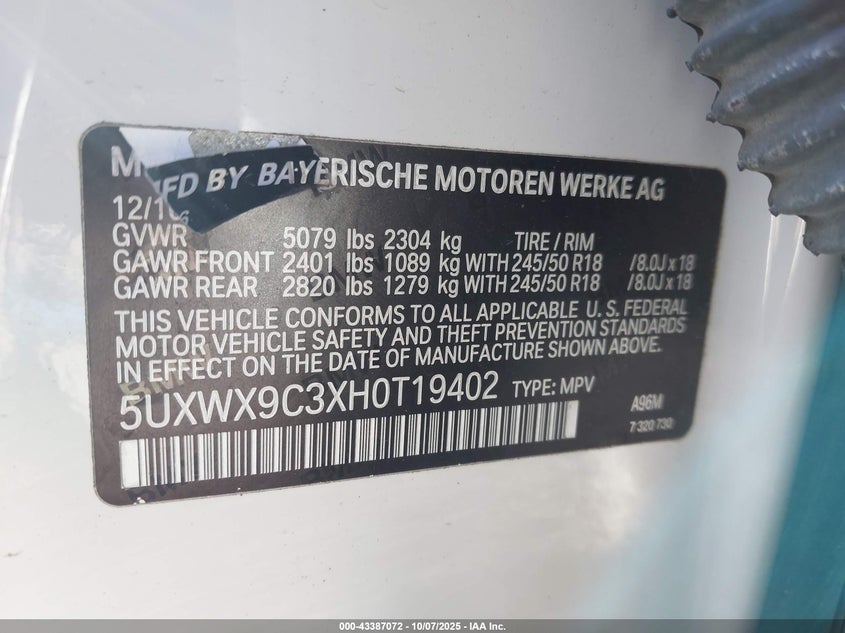 MFD BY BAYERISCHE MOTOREN WERKE AG
12/16
GVWR 5079 lbs 2304 kg TIRE / RIM
GAWR FRONT 2401 lbs 1089 kg WITH 245/50 R18 /8.0J x 18
GAWR REAR 2820 lbs 1279 kg WITH 245/50 R18 /8.0J x 18
THIS VEHICLE CONFORMS TO ALL APPLICABLE U. S. FEDERAL
MOTOR VEHICLE SAFETY AND THEFT PREVENTION STANDARDS
IN EFFECT ON THE DATE OF MANUFACTURE SHOWN ABOVE.
5UXWX9C3XH0T19402 TYPE: MPV
A96M
7 320 730
000-43387072 - 10/07/2025 - IAA Inc.